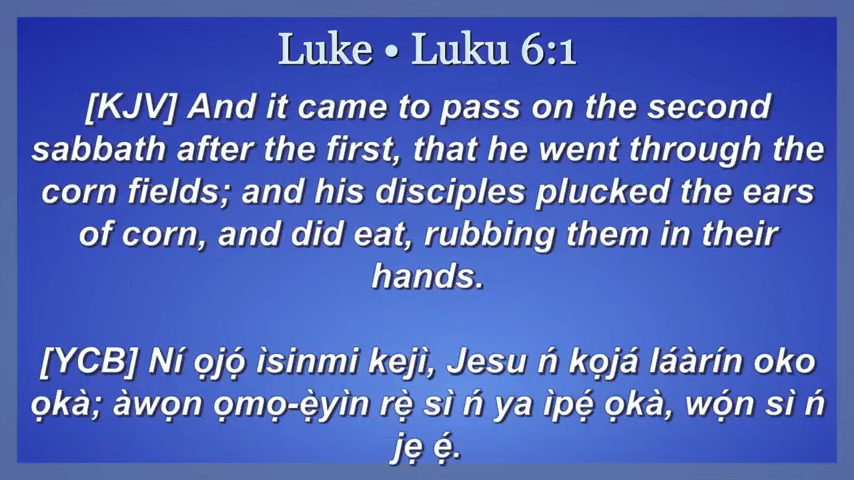 Luke • Luku 6:1
[KJV] And it came to pass on the second
sabbath after the first, that he went through the
corn fields; and his disciples plucked the ears
of corn, and did eat, rubbing them in their
hands.
[YCB] Ní ọjọ́ ìsinmi kejì, Jesu ń kọjá láàrín oko
ọkà; àwọn ọmọ-ẹ̀yìn rẹ̀ sì ń ya ìpẹ́ ọkà, wọ́n sì ń
jẹ ẹ́.